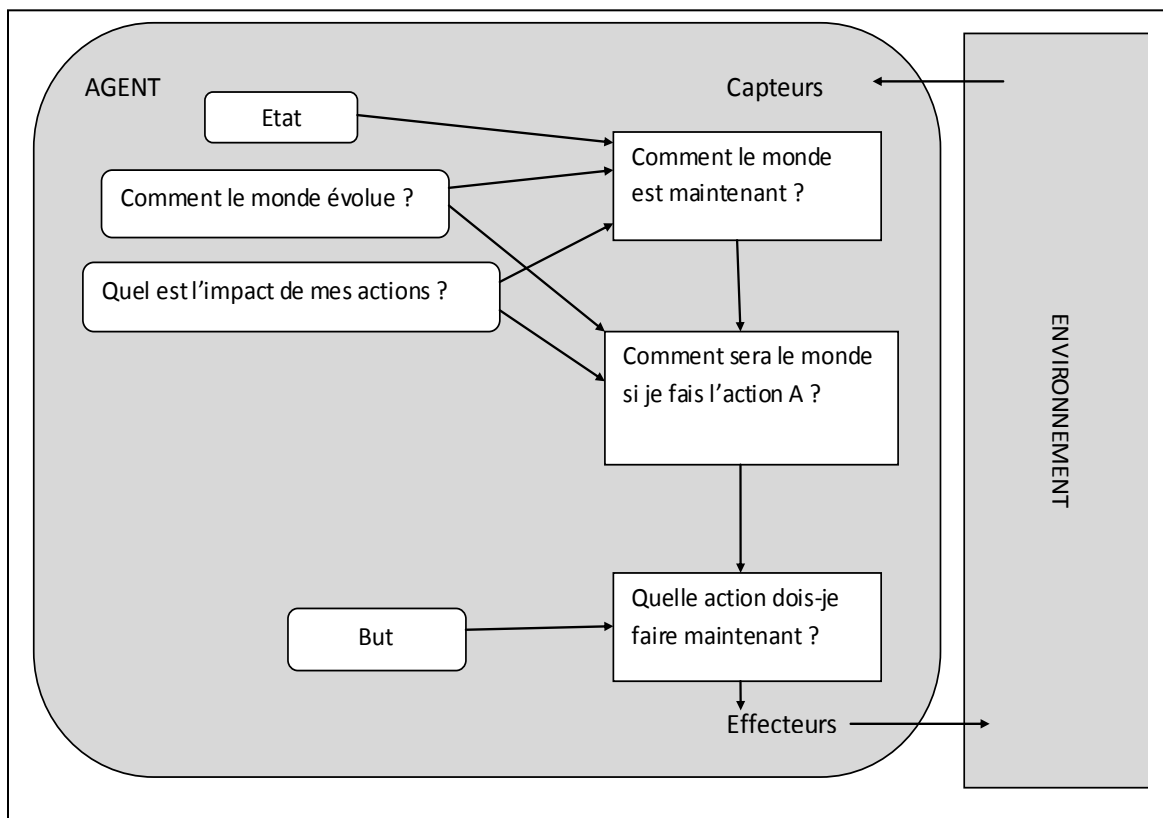 AGENT
Capteurs
Etat
Comment le monde
est maintenant ?
Comment le monde évolue ?
Quel est l’impact de mes actions ?
Comment sera le monde
si je fais l’action A ?
Quelle action dois-je
faire maintenant ?
But
Effecteurs
ENVIRONNEMENT